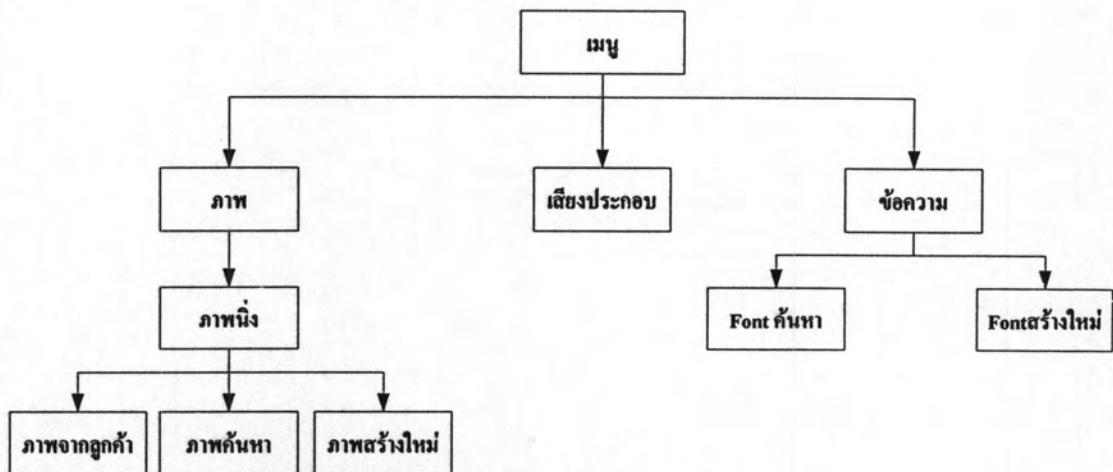 เมนู
ภาพ
เสียงประกอบ
ข้อความ
ภาพนิ่ง
Font ค้นหา
Fontสร้างใหม่
ภาพจากลูกค้า
ภาพค้นหา
ภาพสร้างใหม่